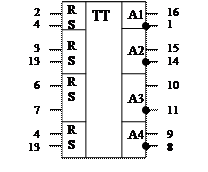 2 R TT A1 16
4 S 1
3 R A2 15
13 S 14
6 R 10
7 S A3 11
4 R A4 9
13 S 8